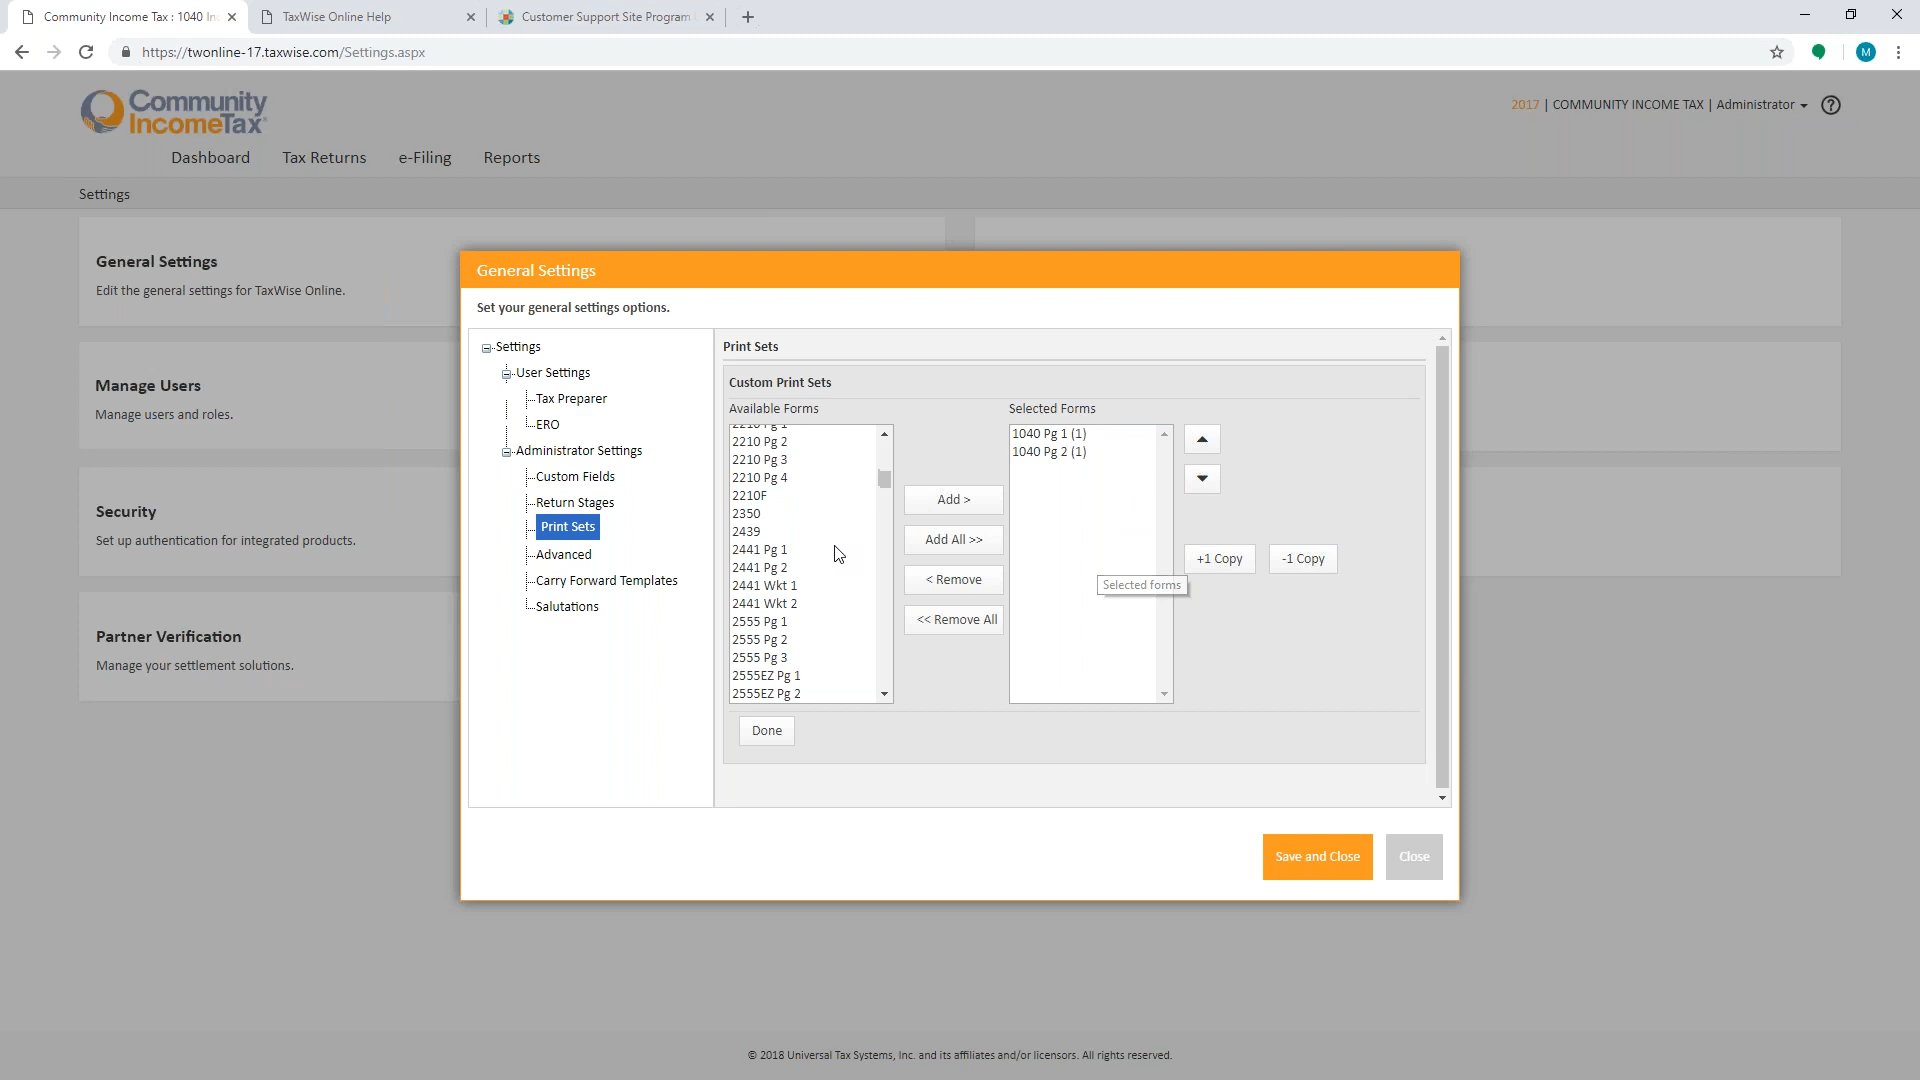 Community Income Tax : 1040 In
TaxWise Online Help
Customer Support Site Program
https://twonline-17.taxwise.com/Settings.aspx
M
Community
IncomeTax
2017 | COMMUNITY INCOME TAX | Administrator
?
Dashboard
Tax Returns
e-Filing
Reports
Settings
General Settings
Edit the general settings for TaxWise Online.
Manage Users
Manage users and roles.
Security
Set up authentication for integrated products.
Partner Verification
Manage your settlement solutions.
General Settings
Set your general settings options.
Settings
User Settings
Tax Preparer
ERO
Administrator Settings
Custom Fields
Return Stages
Print Sets
Advanced
Carry Forward Templates
Salutations
Print Sets
Custom Print Sets
Available Forms
2210 Pg 1
2210 Pg 2
2210 Pg 3
2210 Pg 4
2210F
2350
2439
2441 Pg 1
2441 Pg 2
2441 Wkt 1
2441 Wkt 2
2555 Pg 1
2555 Pg 2
2555 Pg 3
2555EZ Pg 1
2555EZ Pg 2
Add >
Add All >>
< Remove
<< Remove All
Selected Forms
1040 Pg 1 (1)
1040 Pg 2 (1)
Selected forms
+1 Copy
-1 Copy
Done
Save and Close
Close
© 2018 Universal Tax Systems, Inc. and its affiliates and/or licensors. All rights reserved.